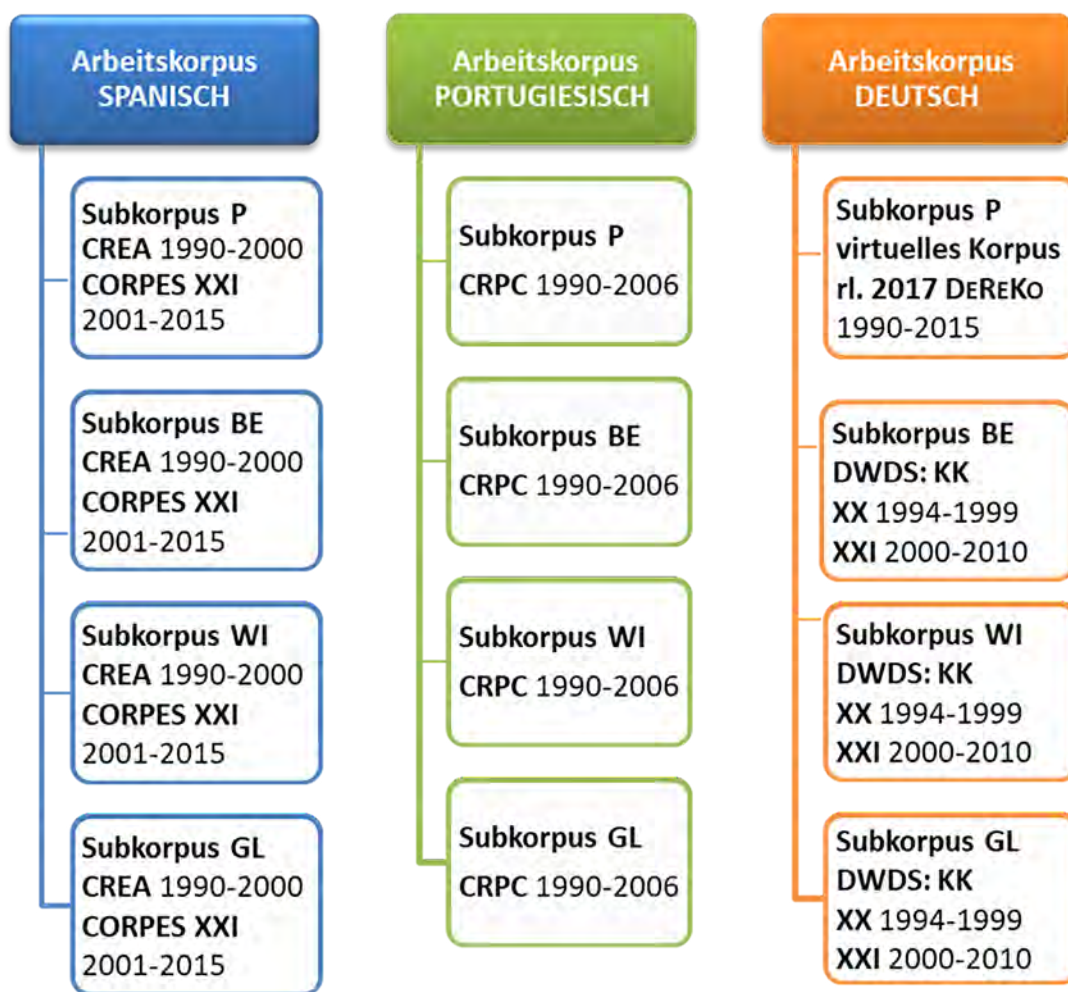 Arbeitskorpus
SPANISCH
Subkorpus P
CREA 1990-2000
CORPES XXI
2001-2015
Subkorpus BE
CREA 1990-2000
CORPES XXI
2001-2015
Subkorpus WI
CREA 1990-2000
CORPES XXI
2001-2015
Subkorpus GL
CREA 1990-2000
CORPES XXI
2001-2015
Arbeitskorpus
PORTUGIESISCH
Subkorpus P
CRPC 1990-2006
Subkorpus BE
CRPC 1990-2006
Subkorpus WI
CRPC 1990-2006
Subkorpus GL
CRPC 1990-2006
Arbeitskorpus
DEUTSCH
Subkorpus P
virtuelles Korpus
rl. 2017 DEREKO
1990-2015
Subkorpus BE
DWDS: KK
XX 1994-1999
XXI 2000-2010
Subkorpus WI
DWDS: KK
XX 1994-1999
XXI 2000-2010
Subkorpus GL
DWDS: KK
XX 1994-1999
XXI 2000-2010